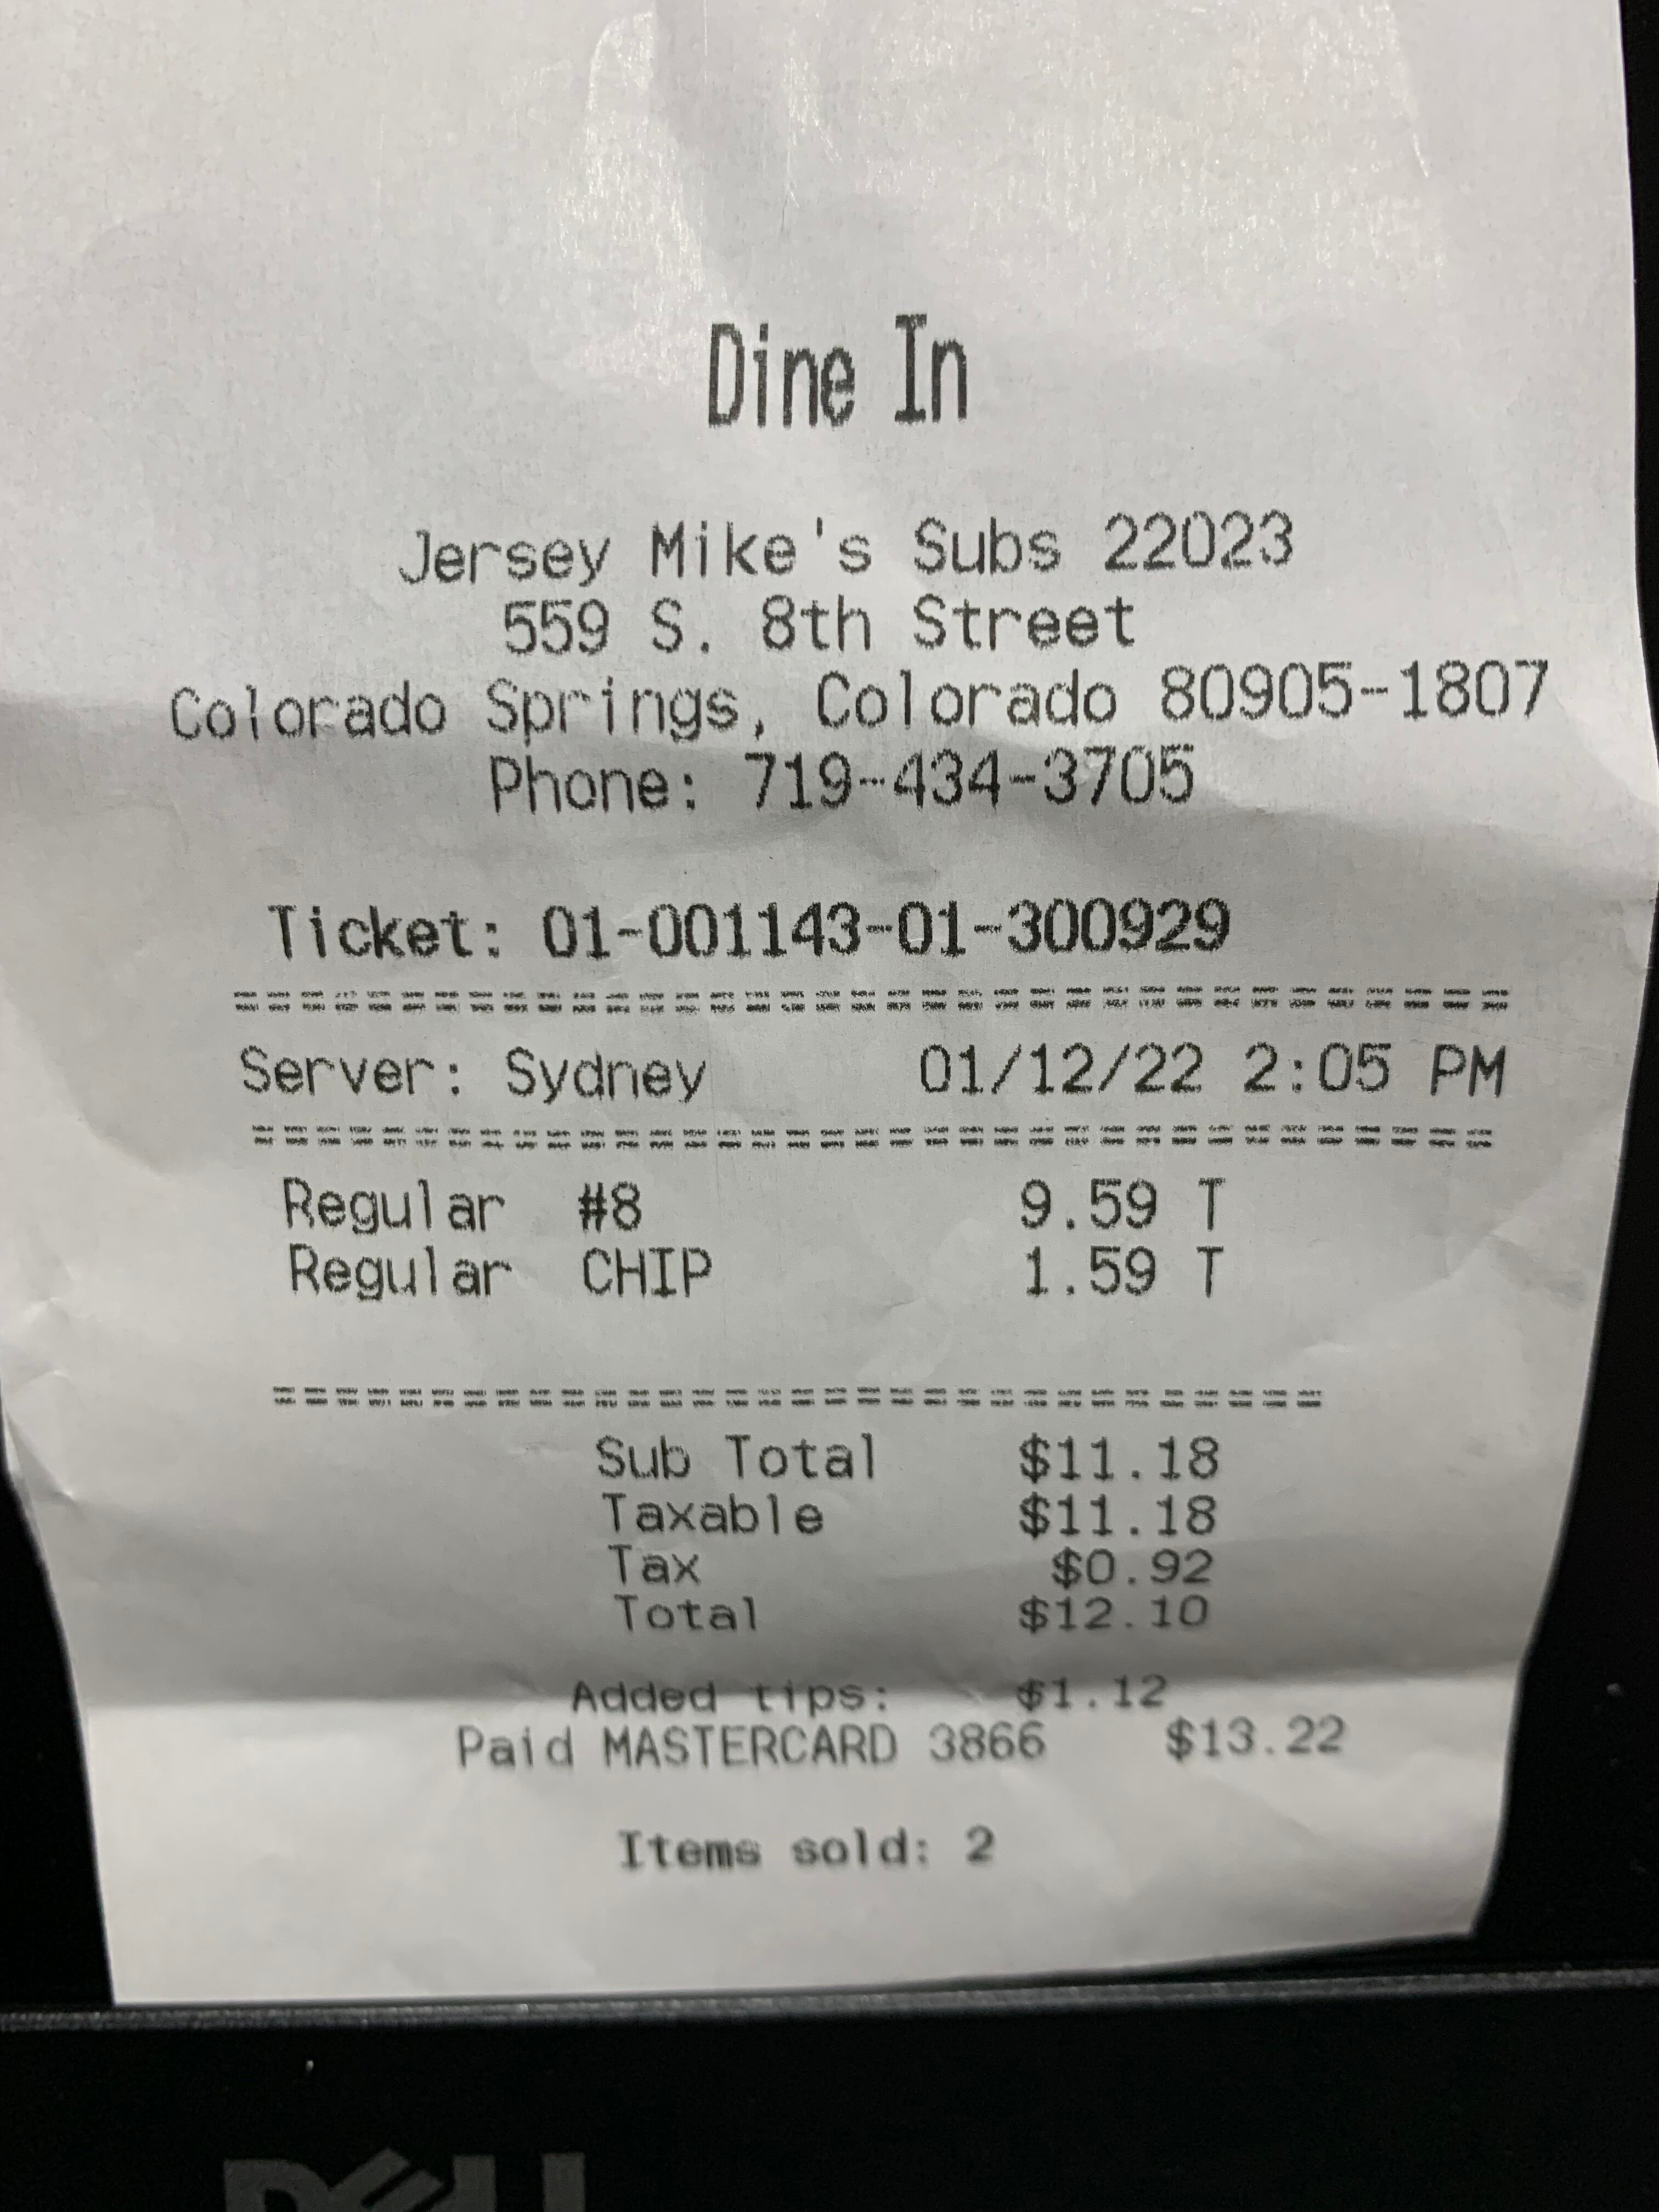 Dine In
Jersey Mike's Subs 22023
559 S. 8th Street
Colorado Springs, Colorado 80905-1807
Phone: 719-434-3705
Ticket: 01-001143-01-300929
==================================
Server: Sydney 01/12/22 2:05 PM
==================================
Regular #8 9.59 T
Regular CHIP 1.59 T
==================================
Sub Total $11.18
Taxable $11.18
Tax $0.92
Total $12.10
Added tips: $1.12
Paid MASTERCARD 3866 $13.22
Items sold: 2
DELL